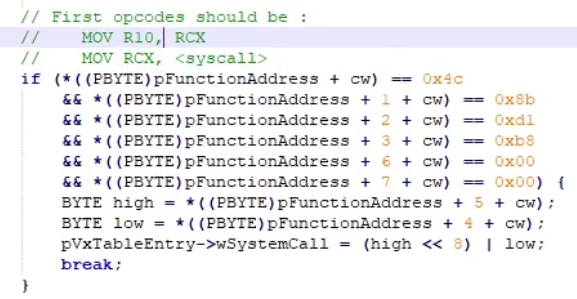 // First opcodes should be :
//    MOV R10, RCX
//    MOV RCX, <syscall>
if (*((PBYTE)pFunctionAddress + cw) == 0x4c
    && *((PBYTE)pFunctionAddress + 1 + cw) == 0x8b
    && *((PBYTE)pFunctionAddress + 2 + cw) == 0xd1
    && *((PBYTE)pFunctionAddress + 3 + cw) == 0xb8
    && *((PBYTE)pFunctionAddress + 6 + cw) == 0x00
    && *((PBYTE)pFunctionAddress + 7 + cw) == 0x00) {
    BYTE high = *((PBYTE)pFunctionAddress + 5 + cw);
    BYTE low = *((PBYTE)pFunctionAddress + 4 + cw);
    pVxTableEntry->wSystemCall = (high << 8) | low;
    break;
}